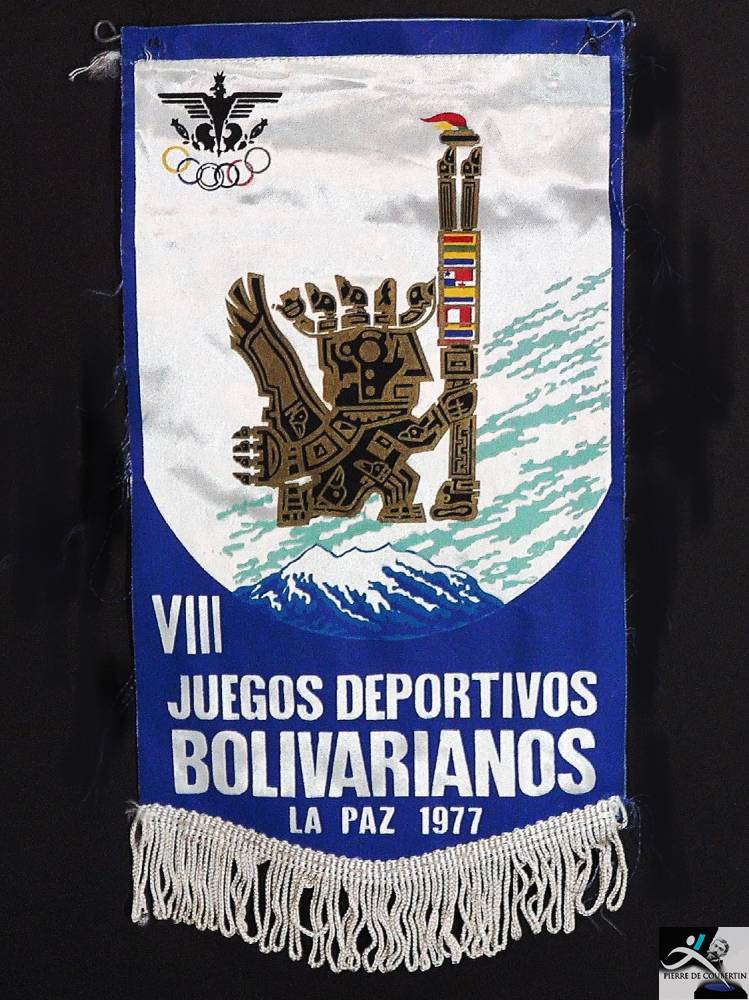 VIII
JUEGOS DEPORTIVOS
BOLIVARIANOS
LA PAZ 1977
PIERRE DE COUBERTIN